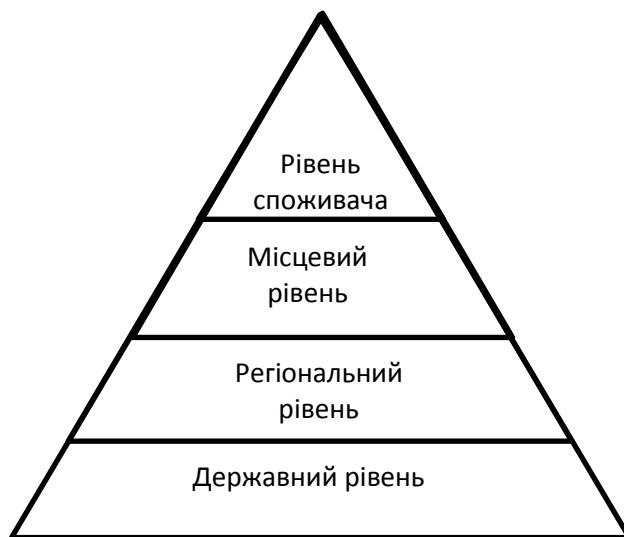 Рівень
споживача
Місцевий
рівень
Регіональний
рівень
Державний рівень